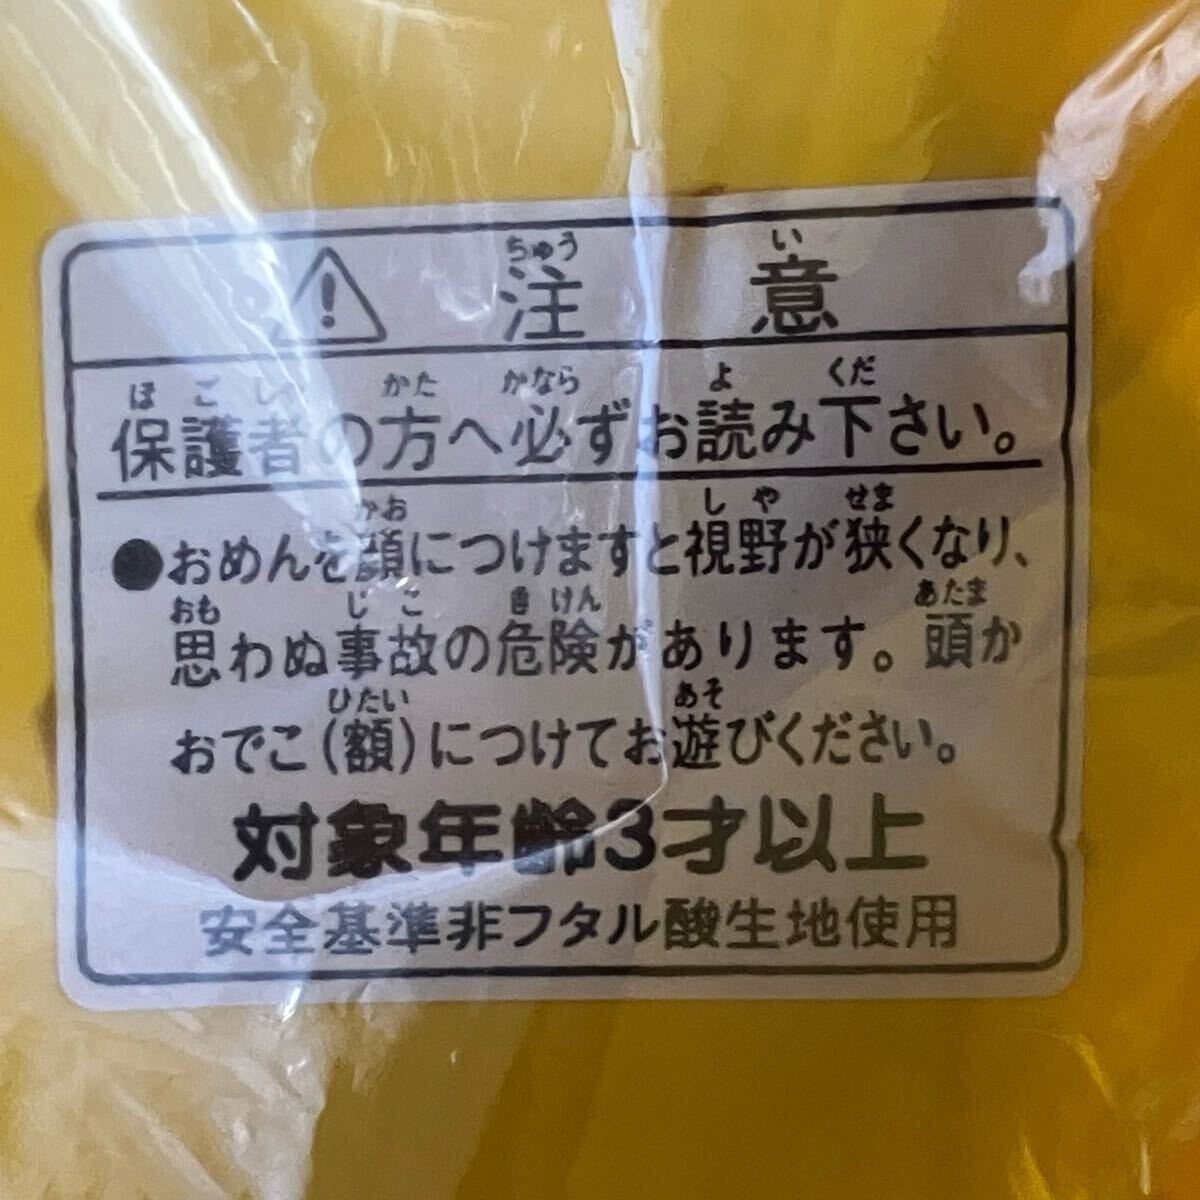 注意
保護者の方へ必ずお読み下さい。
●おめんを顔につけますと視野が狭くなり、
思わぬ事故の危険があります。頭か
おでこ(額)につけてお遊びください。
対象年齢3才以上
安全基準非フタル酸生地使用